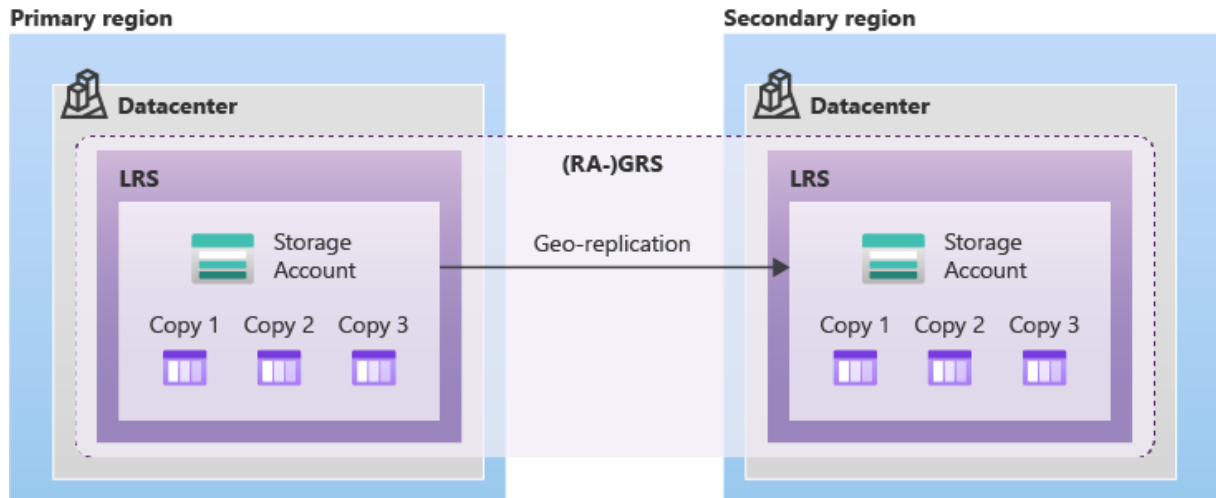 Primary region
Secondary region
Datacenter
Datacenter
(RA-)GRS
LRS
LRS
Storage
Account
Geo-replication
Storage
Account
Copy 1 Copy 2 Copy 3
Copy 1 Copy 2 Copy 3